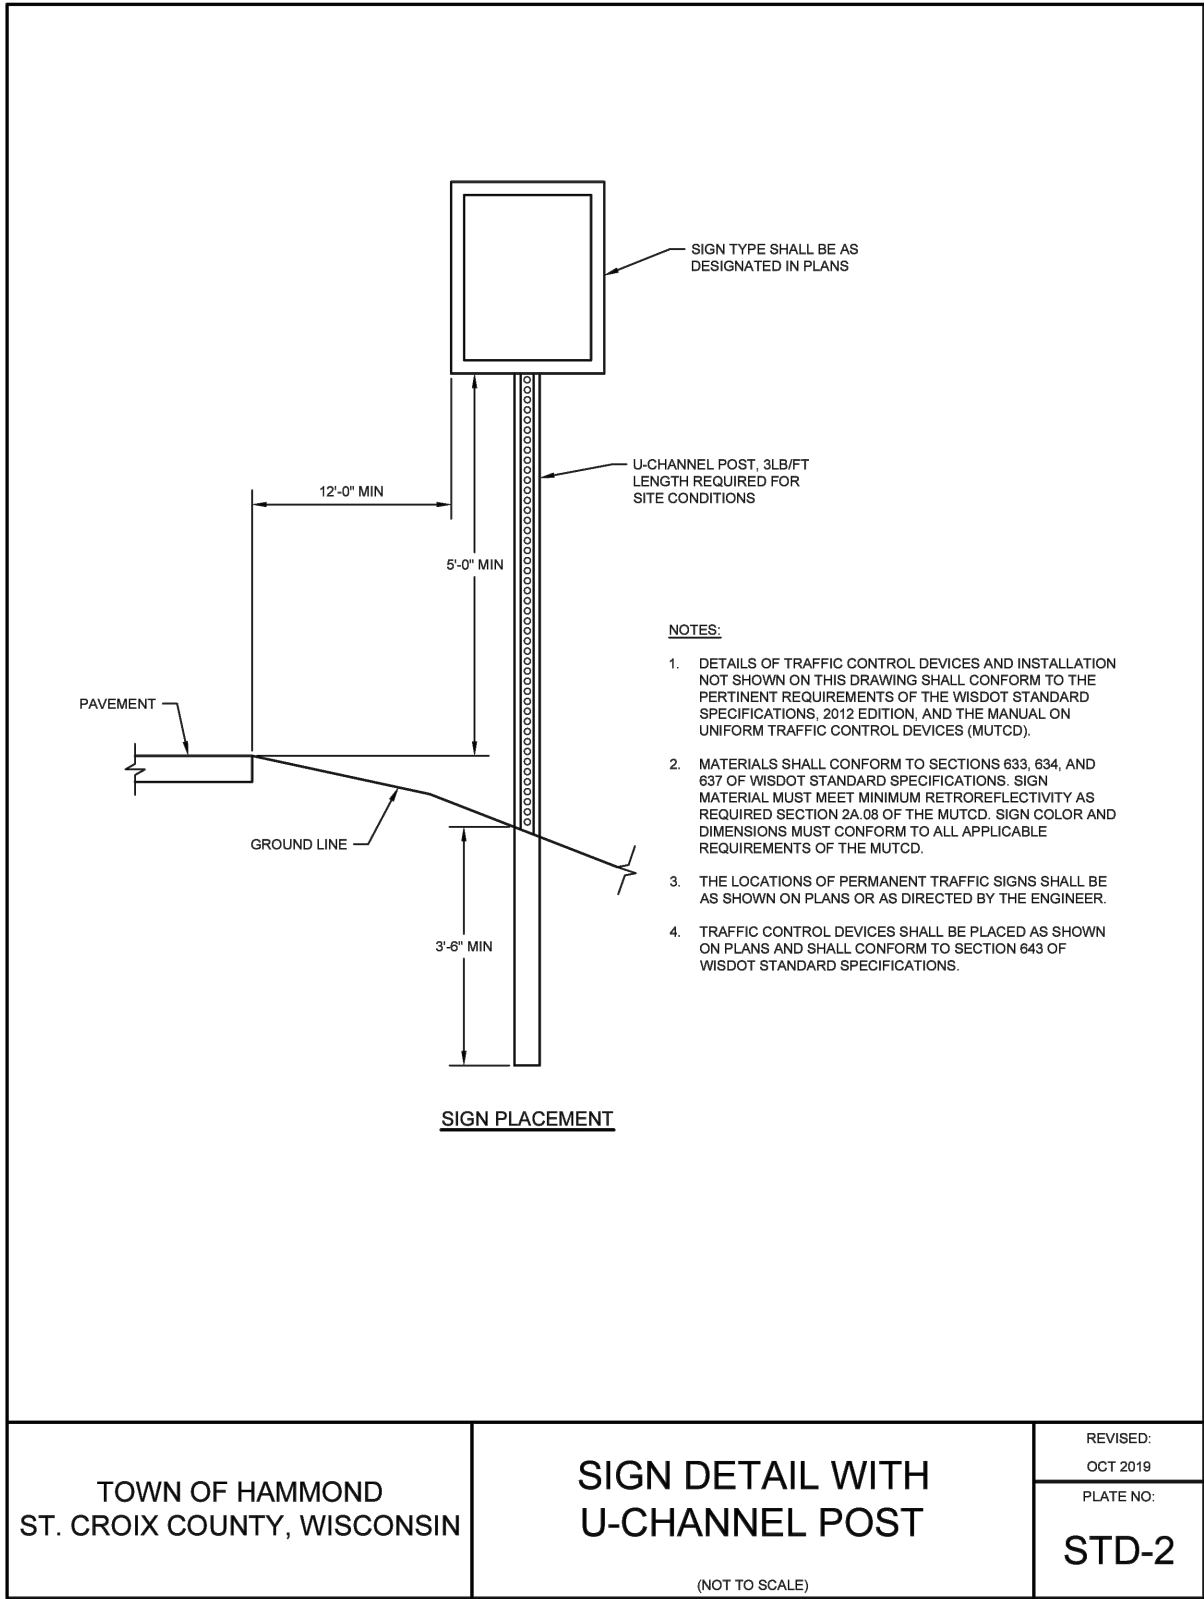 SIGN TYPE SHALL BE AS
DESIGNATED IN PLANS
U-CHANNEL POST, 3LB/FT
LENGTH REQUIRED FOR
SITE CONDITIONS
12'-0" MIN
5'-0" MIN
PAVEMENT
GROUND LINE
3'-6" MIN
SIGN PLACEMENT
NOTES:
1. DETAILS OF TRAFFIC CONTROL DEVICES AND INSTALLATION
NOT SHOWN ON THIS DRAWING SHALL CONFORM TO THE
PERTINENT REQUIREMENTS OF THE WISDOT STANDARD
SPECIFICATIONS, 2012 EDITION, AND THE MANUAL ON
UNIFORM TRAFFIC CONTROL DEVICES (MUTCD).
2. MATERIALS SHALL CONFORM TO SECTIONS 633, 634, AND
637 OF WISDOT STANDARD SPECIFICATIONS. SIGN
MATERIAL MUST MEET MINIMUM RETROREFLECTIVITY AS
REQUIRED SECTION 2A.08 OF THE MUTCD. SIGN COLOR AND
DIMENSIONS MUST CONFORM TO ALL APPLICABLE
REQUIREMENTS OF THE MUTCD.
3. THE LOCATIONS OF PERMANENT TRAFFIC SIGNS SHALL BE
AS SHOWN ON PLANS OR AS DIRECTED BY THE ENGINEER.
4. TRAFFIC CONTROL DEVICES SHALL BE PLACED AS SHOWN
ON PLANS AND SHALL CONFORM TO SECTION 643 OF
WISDOT STANDARD SPECIFICATIONS.
TOWN OF HAMMOND
ST. CROIX COUNTY, WISCONSIN
SIGN DETAIL WITH
U-CHANNEL POST
(NOT TO SCALE)
REVISED:
OCT 2019
PLATE NO:
STD-2